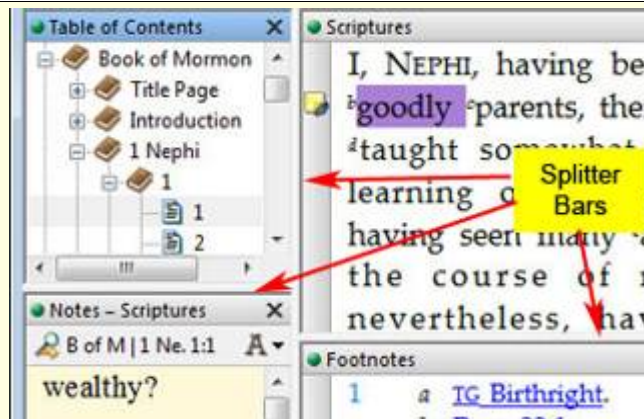 Table of Contents
Book of Mormon
Title Page
Introduction
1 Nephi
1
1
2
Notes – Scriptures
B of M | 1 Ne. 1:1
A
wealthy?
Scriptures
I, NEPHI, having be
b goodly c parents, the
d taught somewhat
learning o
having seen many
the course of
nevertheless, hav
Splitter
Bars
Footnotes
1 a TG Birthright.